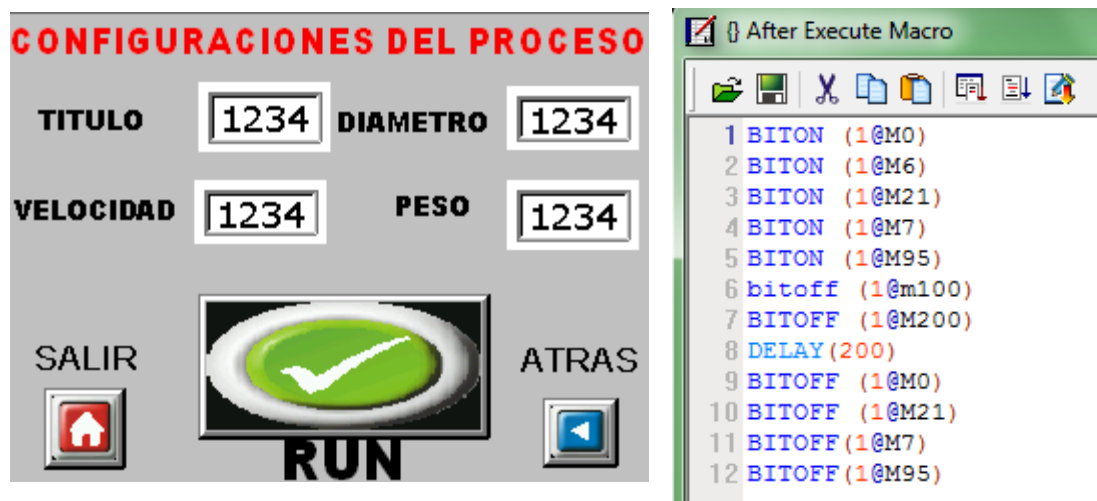 CONFIGURACIONES DEL PROCESO
TITULO 1234 DIAMETRO 1234
VELOCIDAD 1234 PESO 1234
SALIR ATRAS
RUN
{} After Execute Macro
1 BITON (1@M0)
2 BITON (1@M6)
3 BITON (1@M21)
4 BITON (1@M7)
5 BITON (1@M95)
6 bitoff (1@m100)
7 BITOFF (1@M200)
8 DELAY(200)
9 BITOFF (1@M0)
10 BITOFF (1@M21)
11 BITOFF(1@M7)
12 BITOFF(1@M95)